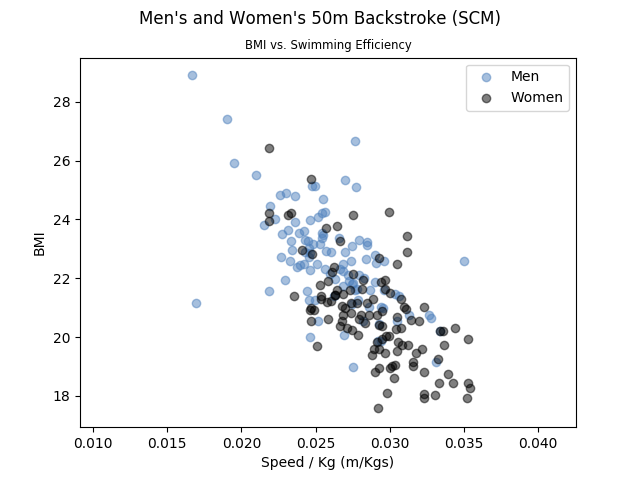 Men's and Women's 50m Backstroke (SCM)
BMI vs. Swimming Efficiency
Men
Women
28
26
24
22
20
18
BMI
0.010 0.015 0.020 0.025 0.030 0.035 0.040
Speed / Kg (m/Kgs)